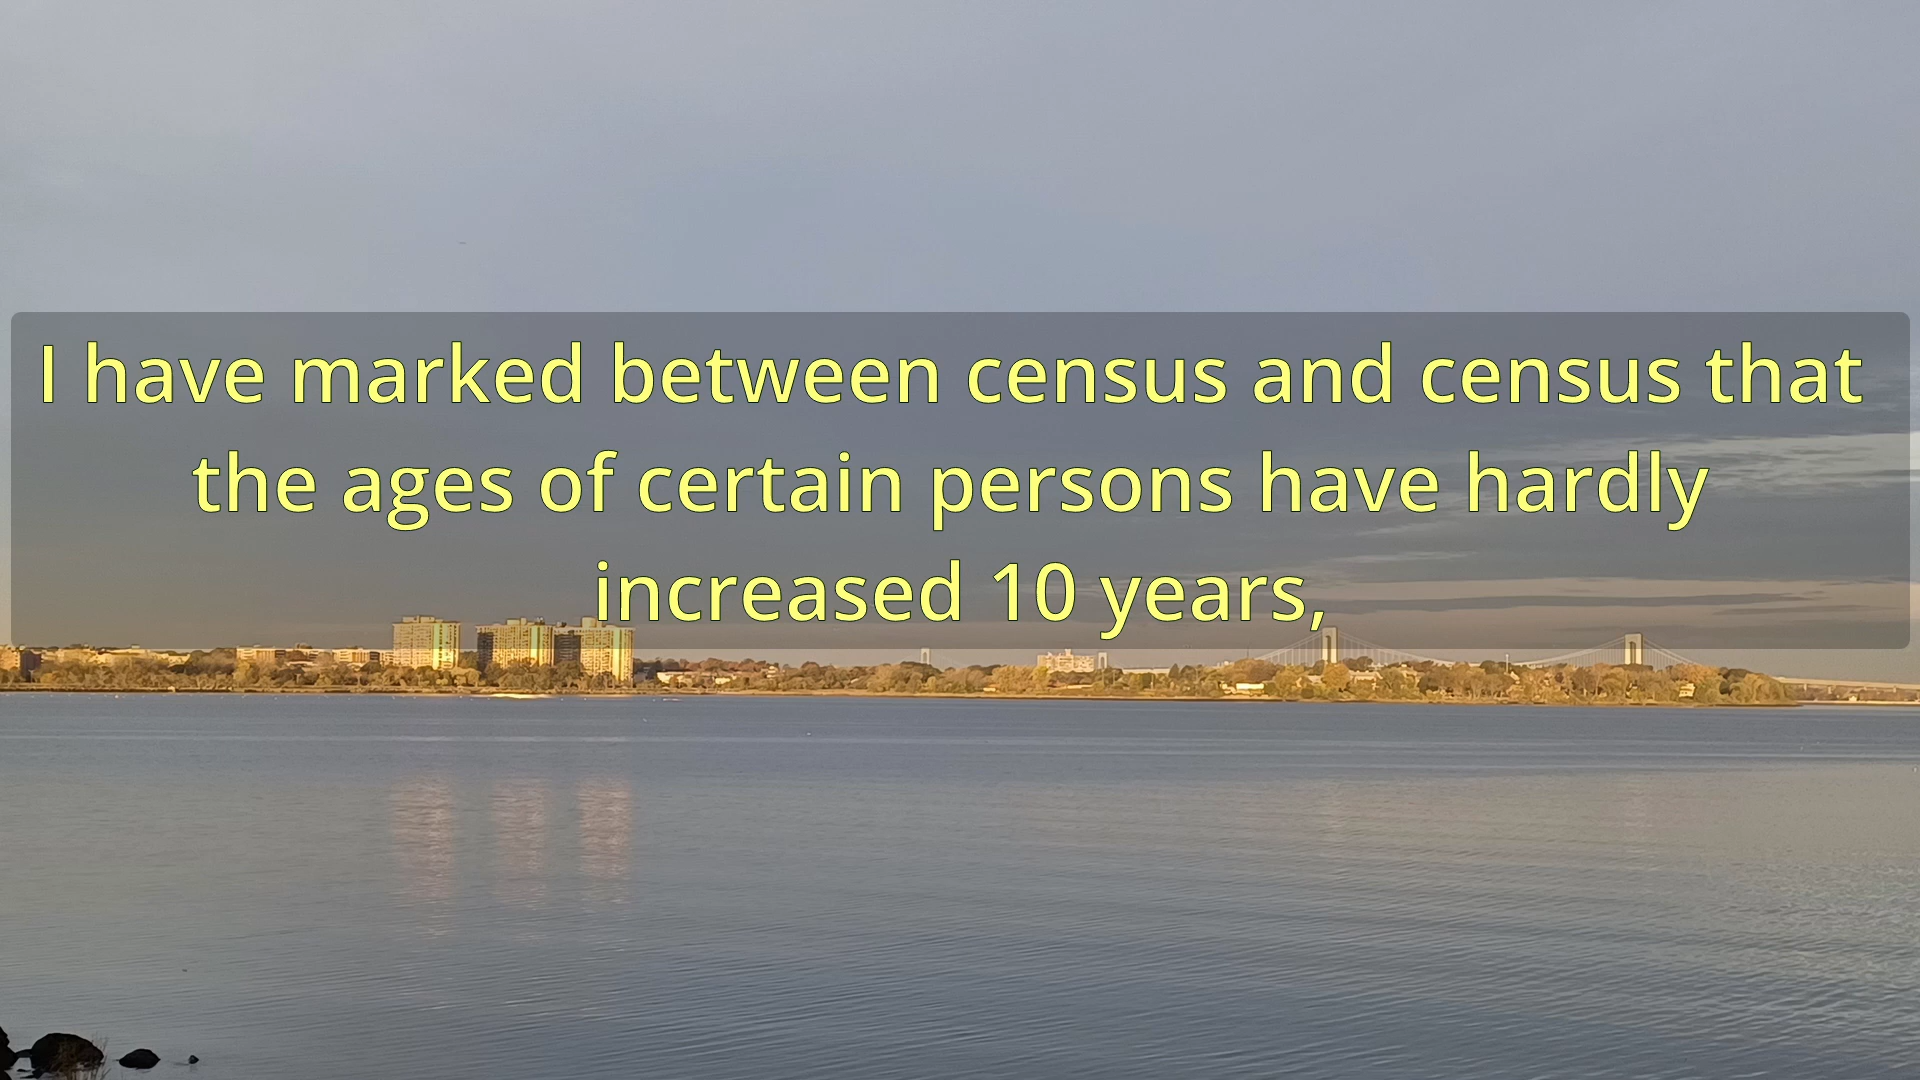 I have marked between census and census that
the ages of certain persons have hardly
increased 10 years,